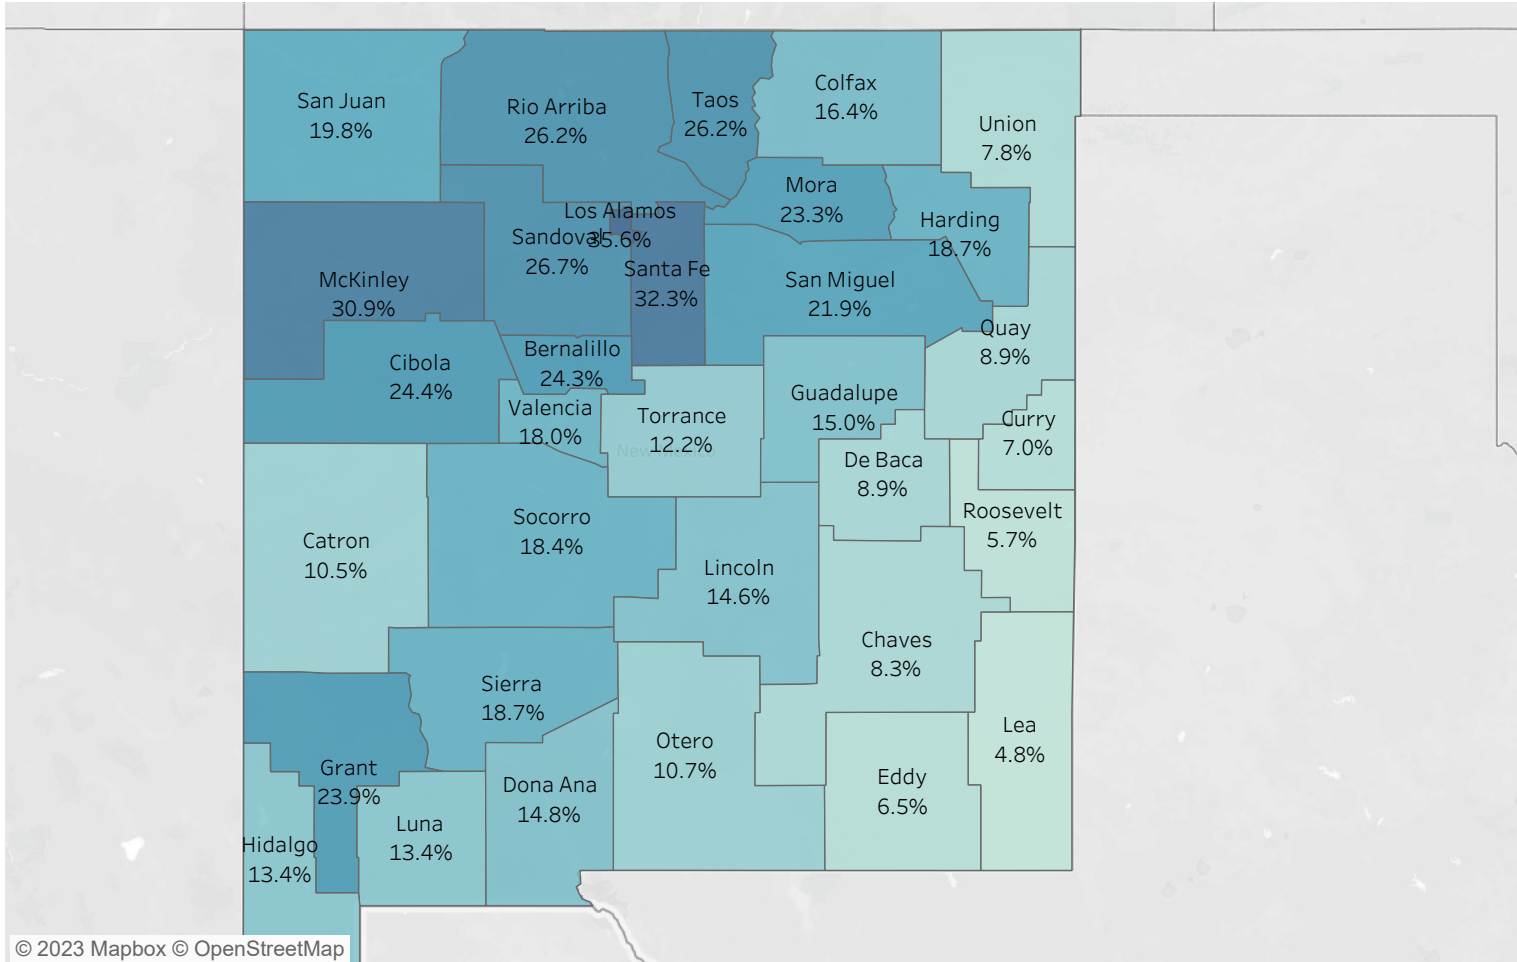 San Juan
19.8%
Rio Arriba
26.2%
Taos
26.2%
Colfax
16.4%
Union
7.8%
Mora
23.3%
Harding
18.7%
Los Alamos
35.6%
Sandoval
26.7%
Santa Fe
32.3%
McKinley
30.9%
San Miguel
21.9%
Quay
8.9%
Cibola
24.4%
Bernalillo
24.3%
Valencia
18.0%
Torrance
12.2%
New Mexico
Guadalupe
15.0%
Curry
7.0%
De Baca
8.9%
Roosevelt
5.7%
Catron
10.5%
Socorro
18.4%
Lincoln
14.6%
Chaves
8.3%
Sierra
18.7%
Otero
10.7%
Lea
4.8%
Eddy
6.5%
Grant
23.9%
Dona Ana
14.8%
Luna
13.4%
Hidalgo
13.4%
© 2023 Mapbox © OpenStreetMap